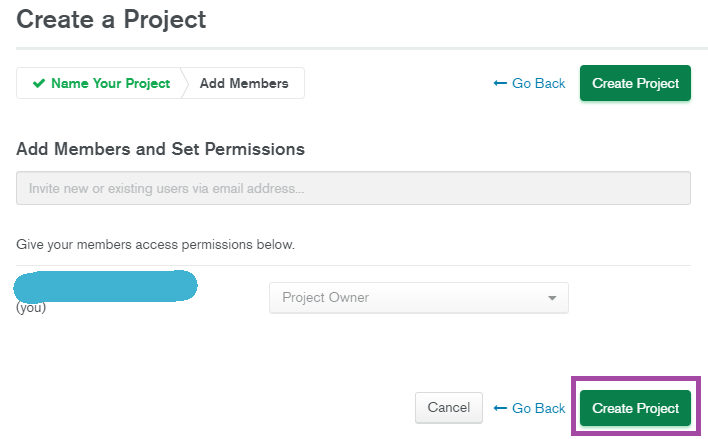 Create a Project
Name Your Project Add Members Go Back Create Project
Add Members and Set Permissions
Invite new or existing users via email address...
Give your members access permissions below.
(you) Project Owner
Cancel Go Back Create Project